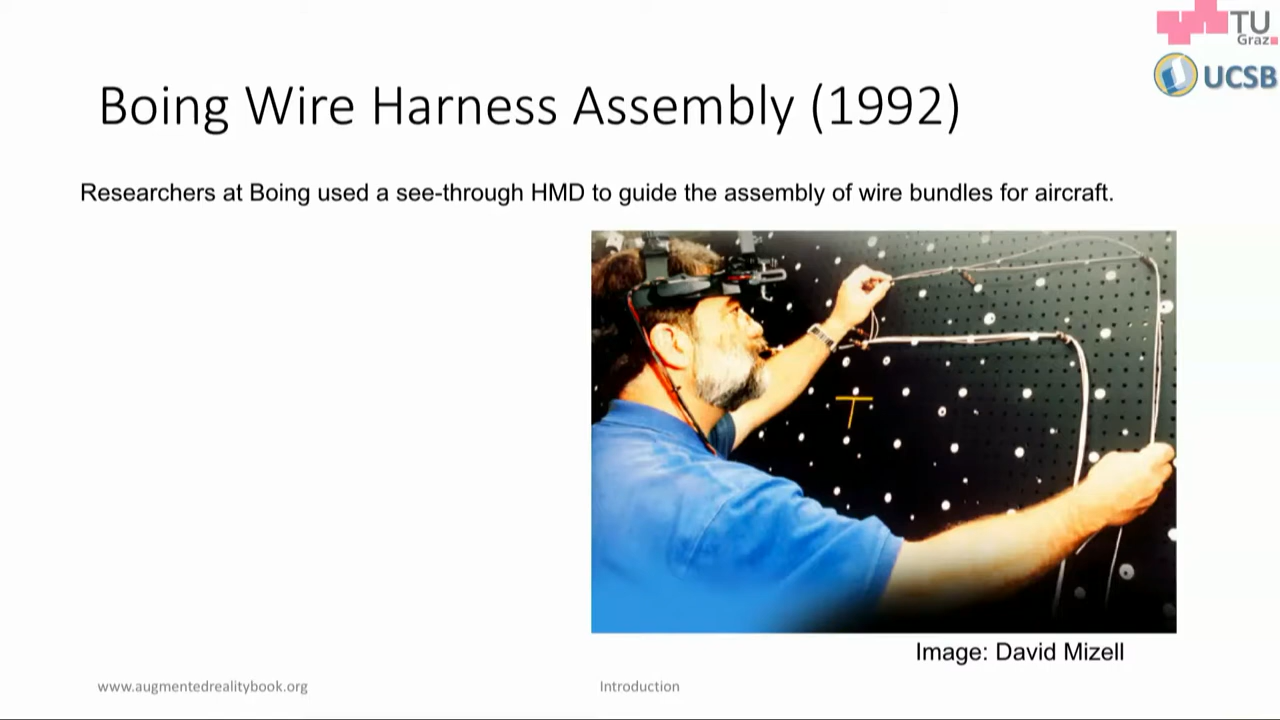 TU
Graz
UCSB
Boing Wire Harness Assembly (1992)
Researchers at Boing used a see-through HMD to guide the assembly of wire bundles for aircraft.
Image: David Mizell
www.augmentedrealitybook.org
Introduction